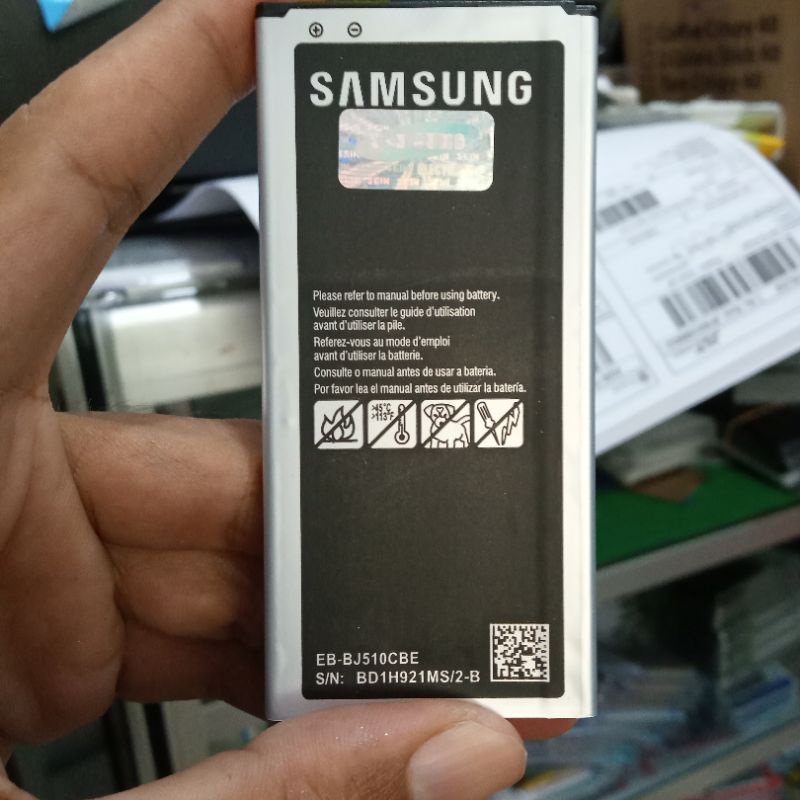 SAMSUNG
Please refer to manual before using battery.
Veuillez consulter le guide d'utilisation
avant d'utiliser la pile.
Referez-vous au mode d'emploi
avant d'utiliser la batterie.
Consulte o manual antes de usar a bateria.
Por favor lea el manual antes de utilizar la batería.
>45°C
>113°F
EB-BJ510CBE
S/N: BD1H921MS/2-B